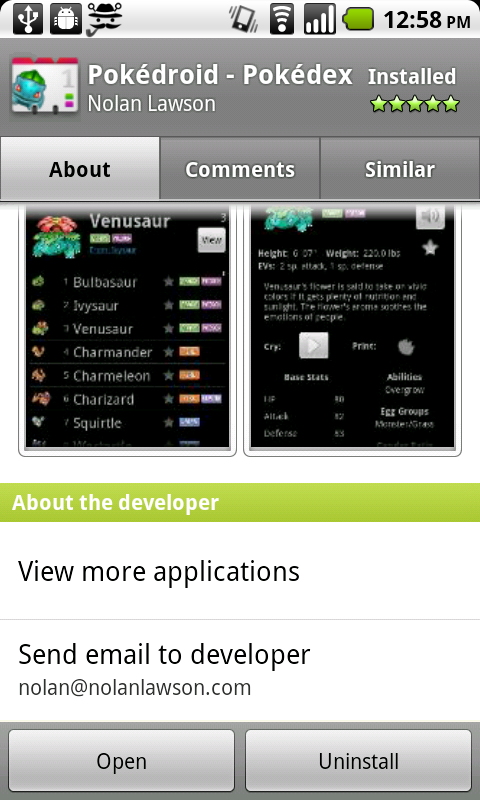 12:58 PM
1
Pokédroid - Pokédex
Installed
Nolan Lawson
About
Comments
Similar
Venusaur
3
View
1 Bulbasaur
2 Ivysaur
3 Venusaur
4 Charmander
5 Charmeleon
6 Charizard
7 Squirtle
Height: 6' 07" Weight: 220.0 lbs
EVs: 2 sp. attack, 1 sp. defense
Venusaur's flower is said to take on vivid
colors if it gets plenty of nutrition and
sunlight. The flower's aroma soothes the
emotions of people.
Cry:
Print:
Base Stats
Abilities
Overgrow
HP 80
Attack 82
Egg Groups
Monster/Grass
Defense 83
About the developer
View more applications
Send email to developer
nolan@nolanlawson.com
Open
Uninstall